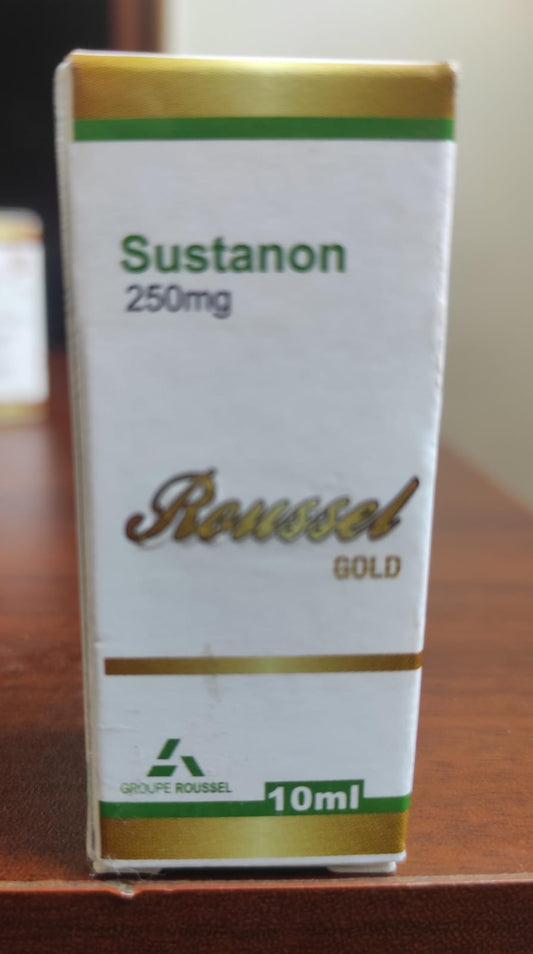 Sustanon
250mg
Roussel
GOLD
GROUPE ROUSSEL
10ml